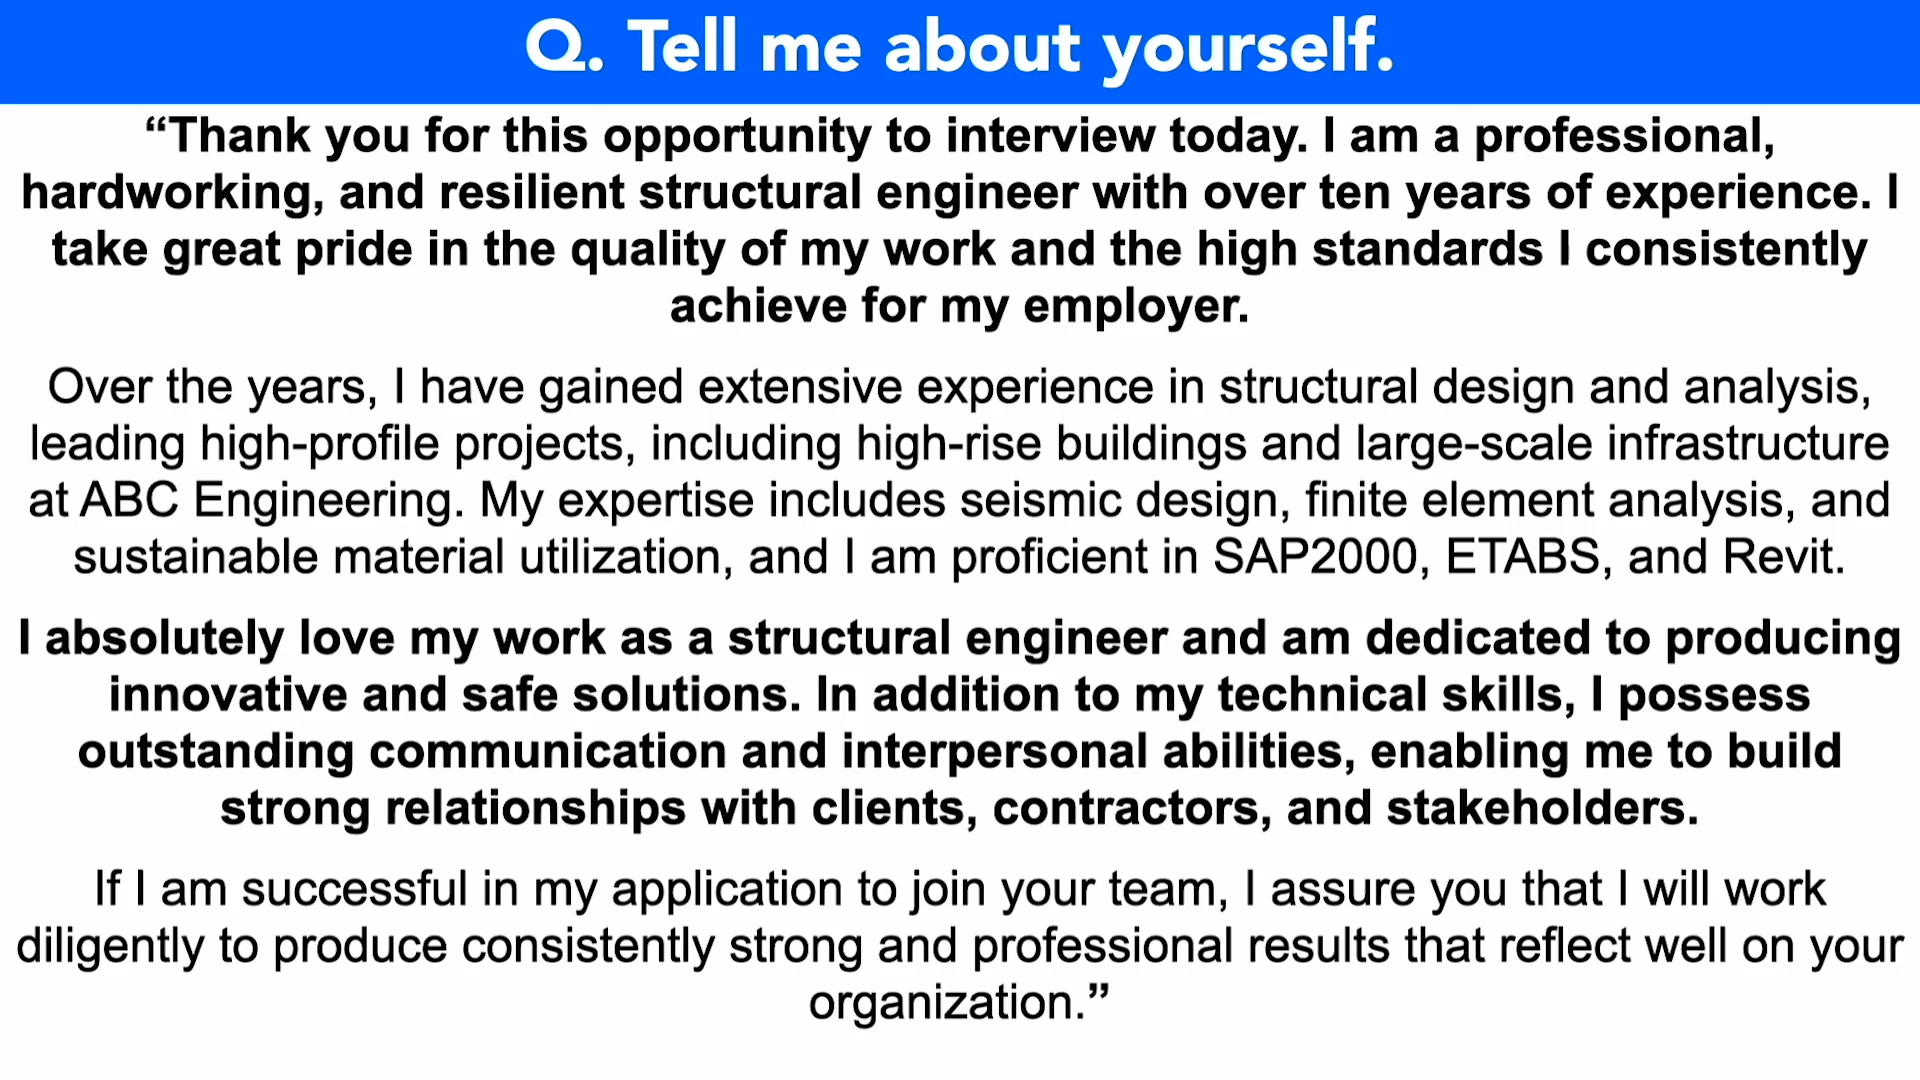 Q. Tell me about yourself.
“Thank you for this opportunity to interview today. I am a professional,
hardworking, and resilient structural engineer with over ten years of experience. I
take great pride in the quality of my work and the high standards I consistently
achieve for my employer.
Over the years, I have gained extensive experience in structural design and analysis,
leading high-profile projects, including high-rise buildings and large-scale infrastructure
at ABC Engineering. My expertise includes seismic design, finite element analysis, and
sustainable material utilization, and I am proficient in SAP2000, ETABS, and Revit.
I absolutely love my work as a structural engineer and am dedicated to producing
innovative and safe solutions. In addition to my technical skills, I possess
outstanding communication and interpersonal abilities, enabling me to build
strong relationships with clients, contractors, and stakeholders.
If I am successful in my application to join your team, I assure you that I will work
diligently to produce consistently strong and professional results that reflect well on your
organization.”